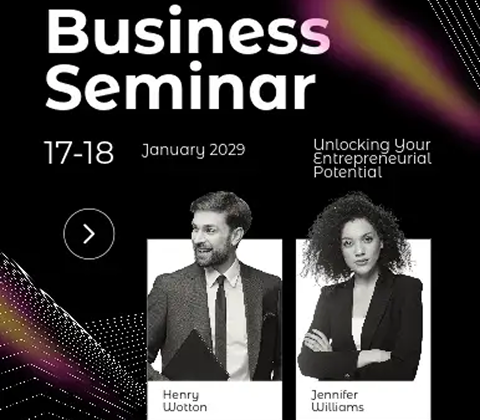 Business
Seminar
17-18
January 2029
Unlocking Your
Entrepreneurial
Potential
Henry
Wotton
Jennifer
Williams